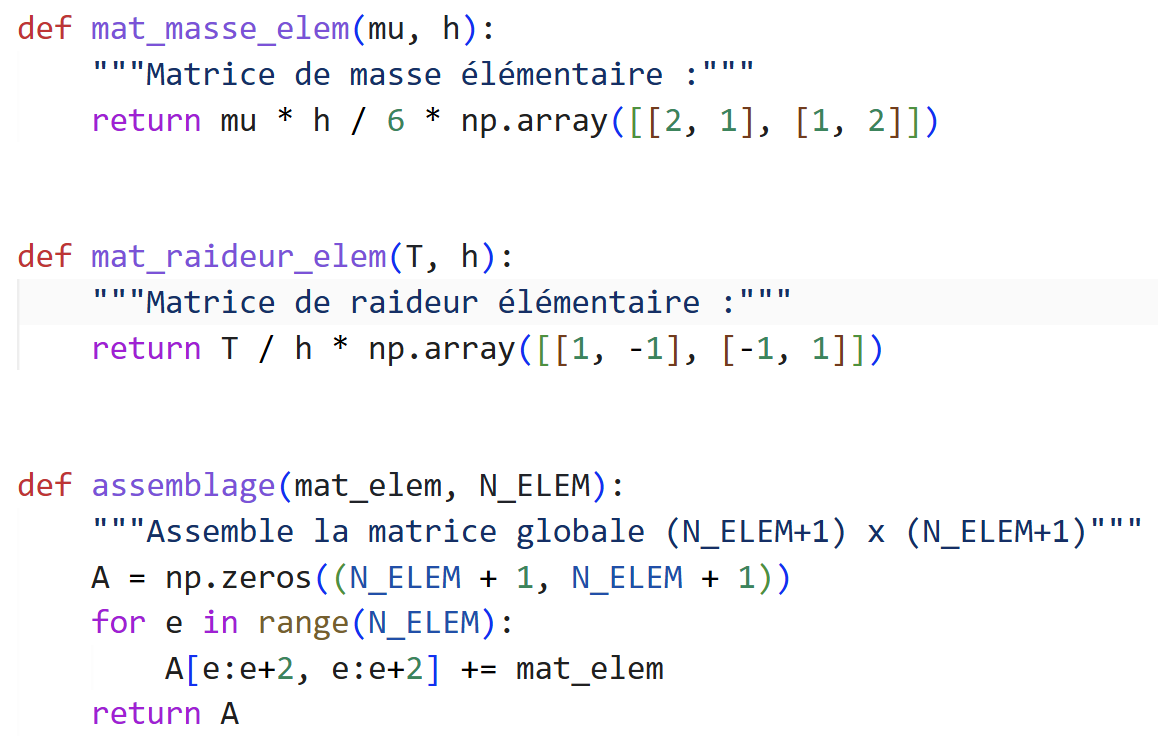 def mat_masse_elem(mu, h):
    """Matrice de masse élémentaire :"""
    return mu * h / 6 * np.array([[2, 1], [1, 2]])
def mat_raideur_elem(T, h):
    """Matrice de raideur élémentaire :"""
    return T / h * np.array([[1, -1], [-1, 1]])
def assemblage(mat_elem, N_ELEM):
    """Assemble la matrice globale (N_ELEM+1) x (N_ELEM+1)"""
    A = np.zeros((N_ELEM + 1, N_ELEM + 1))
    for e in range(N_ELEM):
        A[e:e+2, e:e+2] += mat_elem
    return A